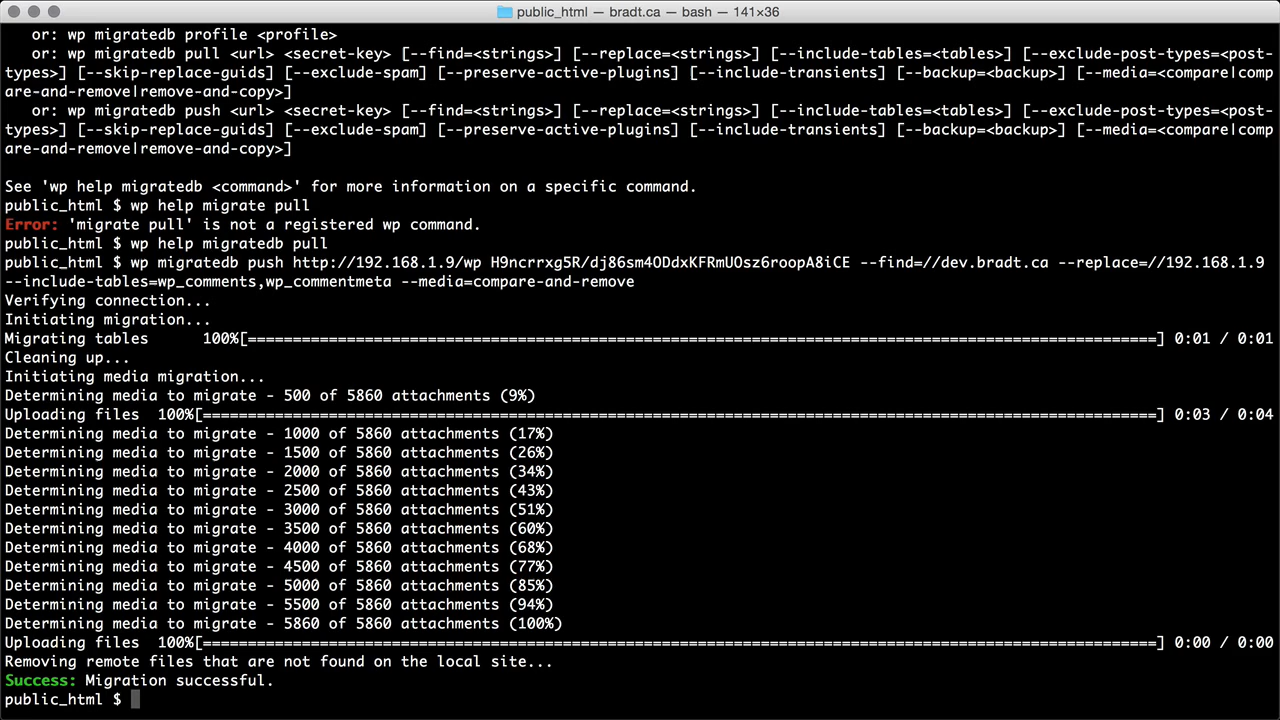 public_html — bradt.ca — bash — 141×36
or: wp migratedb profile <profile>
or: wp migratedb pull <url> <secret-key> [--find=<strings>] [--replace=<strings>] [--include-tables=<tables>] [--exclude-post-types=<post-
types>] [--skip-replace-guids] [--exclude-spam] [--preserve-active-plugins] [--include-transients] [--backup=<backup>] [--media=<compare|comp
are-and-remove|remove-and-copy>]
or: wp migratedb push <url> <secret-key> [--find=<strings>] [--replace=<strings>] [--include-tables=<tables>] [--exclude-post-types=<post-
types>] [--skip-replace-guids] [--exclude-spam] [--preserve-active-plugins] [--include-transients] [--backup=<backup>] [--media=<compare|comp
are-and-remove|remove-and-copy>]
See 'wp help migratedb <command>' for more information on a specific command.
public_html $ wp help migrate pull
Error: 'migrate pull' is not a registered wp command.
public_html $ wp help migratedb pull
public_html $ wp migratedb push http://192.168.1.9/wp H9ncrrxg5R/dj86sm4ODdxKFRmUOsz6roopA8iCE --find=//dev.bradt.ca --replace=//192.168.1.9
--include-tables=wp_comments,wp_commentmeta --media=compare-and-remove
Verifying connection...
Initiating migration...
Migrating tables 100%[======================================================================================================] 0:01 / 0:01
Cleaning up...
Initiating media migration...
Determining media to migrate - 500 of 5860 attachments (9%)
Uploading files 100%[===========================================================================================================] 0:03 / 0:04
Determining media to migrate - 1000 of 5860 attachments (17%)
Determining media to migrate - 1500 of 5860 attachments (26%)
Determining media to migrate - 2000 of 5860 attachments (34%)
Determining media to migrate - 2500 of 5860 attachments (43%)
Determining media to migrate - 3000 of 5860 attachments (51%)
Determining media to migrate - 3500 of 5860 attachments (60%)
Determining media to migrate - 4000 of 5860 attachments (68%)
Determining media to migrate - 4500 of 5860 attachments (77%)
Determining media to migrate - 5000 of 5860 attachments (85%)
Determining media to migrate - 5500 of 5860 attachments (94%)
Determining media to migrate - 5860 of 5860 attachments (100%)
Uploading files 100%[===========================================================================================================] 0:00 / 0:00
Removing remote files that are not found on the local site...
Success: Migration successful.
public_html $